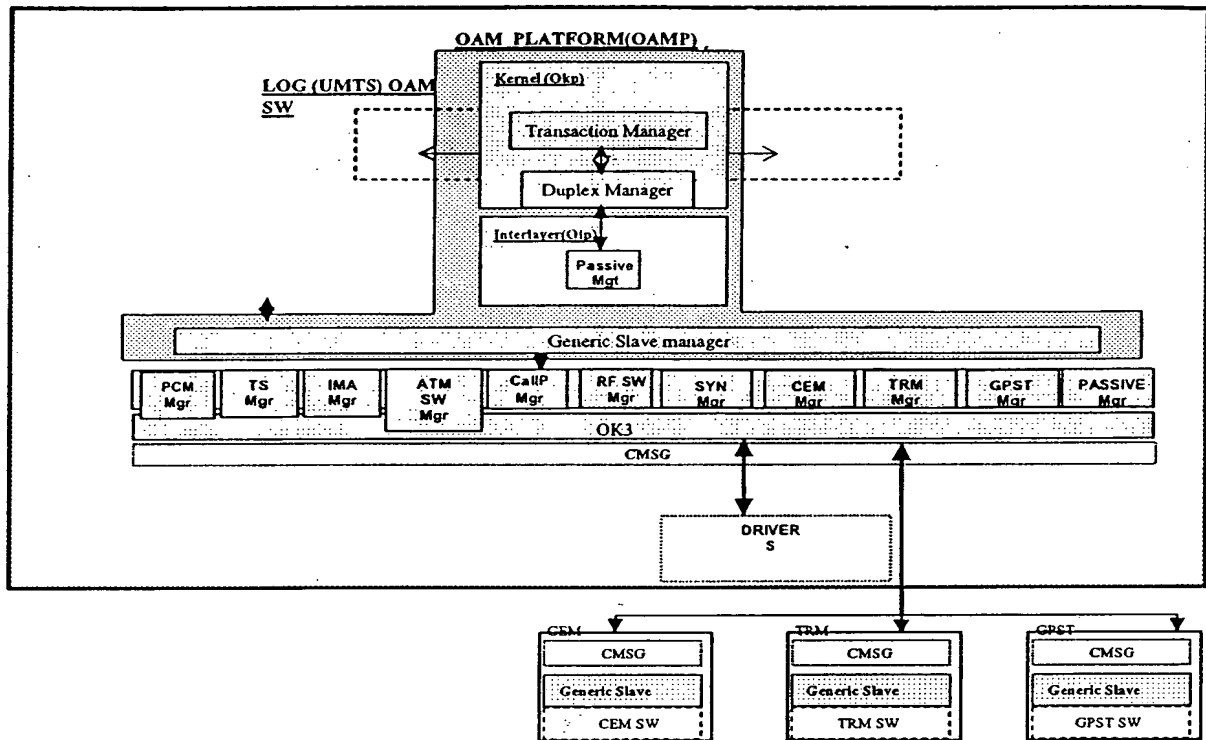 OAM PLATFORM(OAMP)
LOG (UMTS) OAM
SW
Kernel (Okp)
Transaction Manager
Duplex Manager
Interlayer(Oip)
Passive
Mgt
Generic Slave manager
PCM
Mgr
TS
Mgr
IMA
Mgr
ATM
SW
Mgr
CallP
Mgr
RF SW
Mgr
SYN
Mgr
CEM
Mgr
TRM
Mgr
GPST
Mgr
PASSIVE
Mgr
OK3
CMSG
DRIVER
S
CEM
CMSG
Generic Slave
CEM SW
TRM
CMSG
Generic Slave
TRM SW
GPST
CMSG
Generic Slave
GPST SW